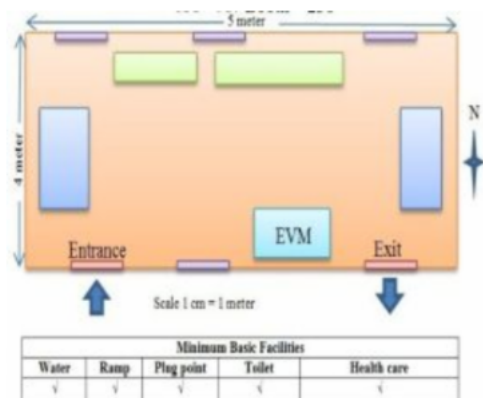 5 meter
N
4 meter
EVM
Entrance
Exit
Scale 1 cm = 1 meter
Minimum Basic Facilities
Water Ramp Plug point Toilet Health care
√ √ √ √ √